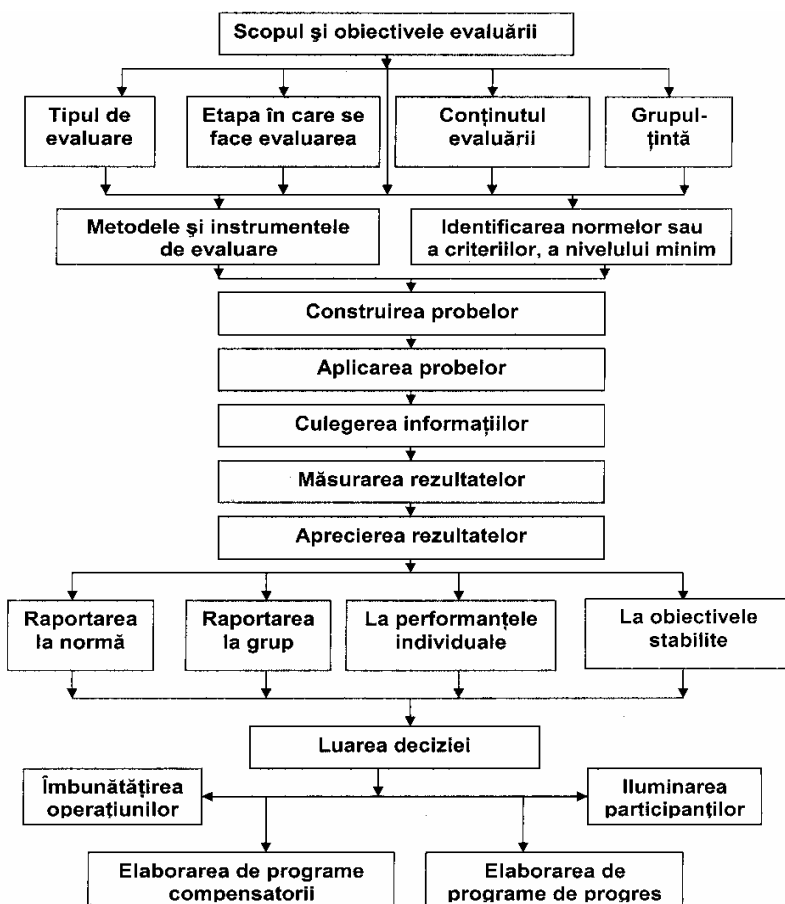 Scopul şi obiectivele evaluării
Tipul de
evaluare
Etapa în care se
face evaluarea
Conţinutul
evaluării
Grupul-
ţintă
Metodele şi instrumentele
de evaluare
Identificarea normelor sau
a criteriilor, a nivelului minim
Construirea probelor
Aplicarea probelor
Culegerea informaţiilor
Măsurarea rezultatelor
Aprecierea rezultatelor
Raportarea
la normă
Raportarea
la grup
La performanţele
individuale
La obiectivele
stabilite
Luarea deciziei
Îmbunătăţirea
operaţiunilor
Iluminarea
participanţilor
Elaborarea de programe
compensatorii
Elaborarea de
programe de progres